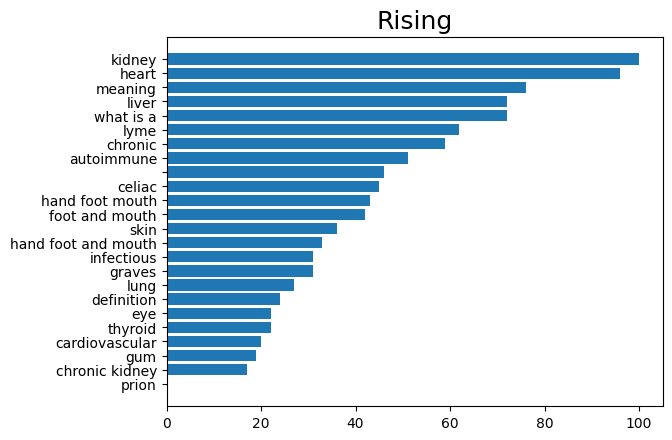 Rising
kidney
heart
meaning
liver
what is a
lyme
chronic
autoimmune
celiac
hand foot mouth
foot and mouth
skin
hand foot and mouth
infectious
graves
lung
definition
eye
thyroid
cardiovascular
gum
chronic kidney
prion
0 20 40 60 80 100